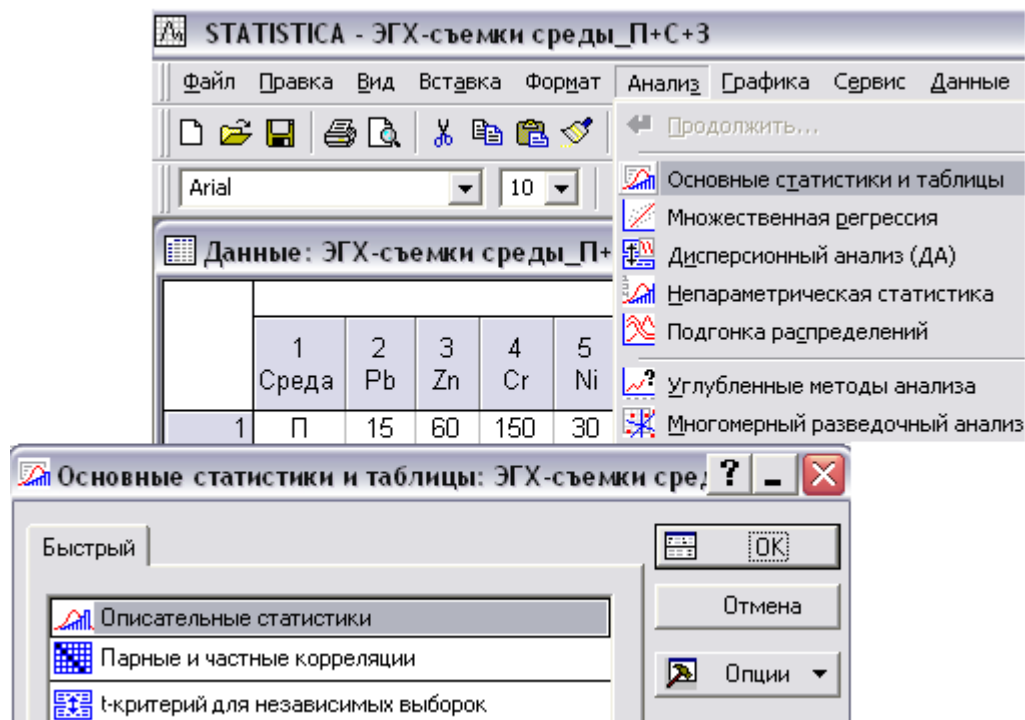 STATISTICA - ЭГХ-съемки среды_П+С+З
Файл Правка Вид Вставка Формат Анализ Графика Сервис Данные
Продолжить...
Arial 10
Основные статистики и таблицы
Множественная регрессия
Дисперсионный анализ (ДА)
Непараметрическая статистика
Подгонка распределений
Углубленные методы анализа
Многомерный разведочный анализ
Данные: ЭГХ-съемки среды_П+
1 2 3 4 5
Среда Pb Zn Cr Ni
1 П 15 60 150 30
Основные статистики и таблицы: ЭГХ-съемки сред
Быстрый
OK
Отмена
Опции
Описательные статистики
Парные и частные корреляции
t-критерий для независимых выборок